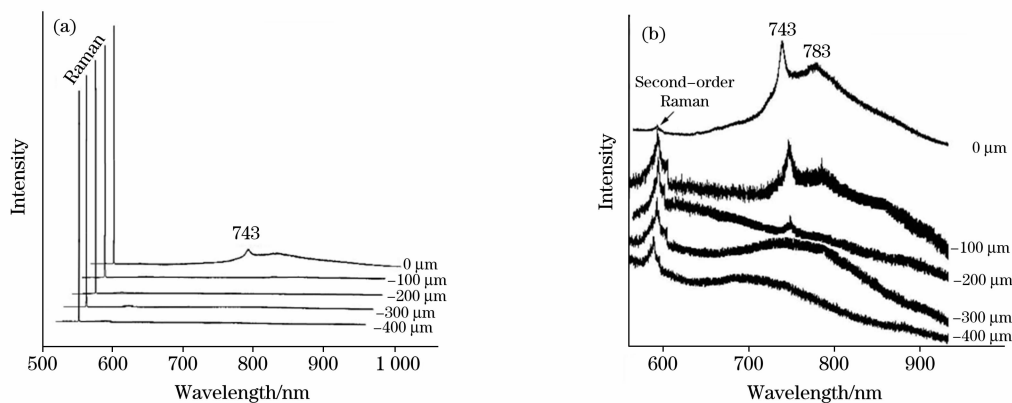 (a)
Raman
743
0 μm
−100 μm
−200 μm
−300 μm
−400 μm
Intensity
500 600 700 800 900 1 000
Wavelength/nm
(b)
743
783
Second−order
Raman
0 μm
−100 μm
−200 μm
−300 μm
−400 μm
Intensity
600 700 800 900
Wavelength/nm